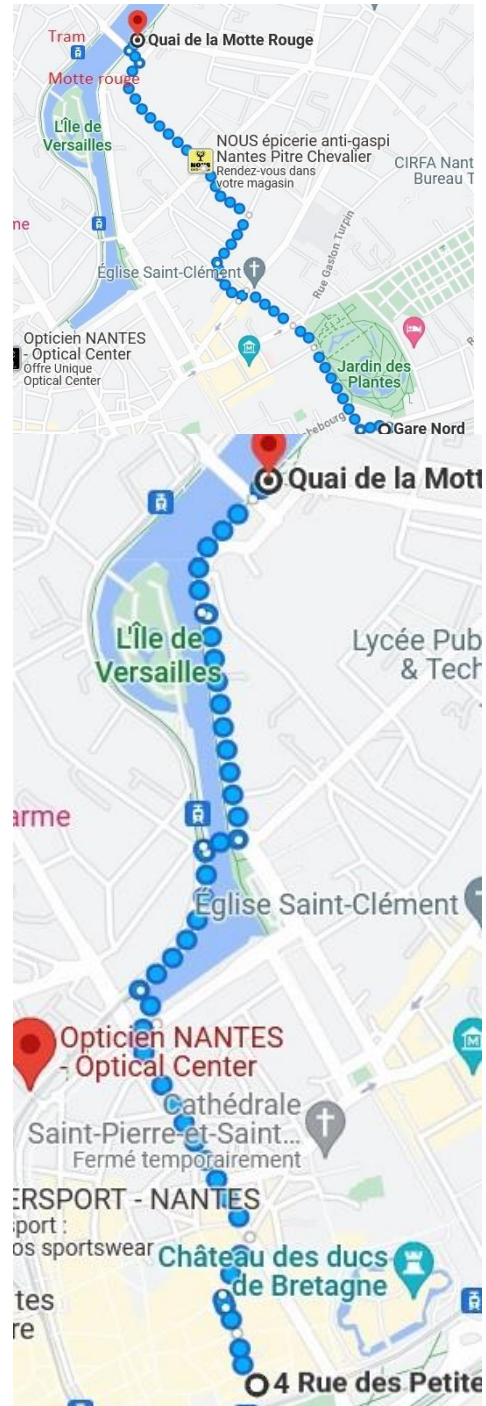 Tram
Quai de la Motte Rouge
Motte rouge
L'Île de
Versailles
NOUS épicerie anti-gaspi
Nantes Pitre Chevalier
Rendez-vous dans
votre magasin
NOUS
CIRFA Nant
Bureau T
me
Rue Gaston Turpin
Église Saint-Clément
Opticien NANTES
- Optical Center
Offre Unique
Optical Center
Jardin des
Plantes
chebourg
Gare Nord
Quai de la Mott
L'Île de
Versailles
Lycée Pub
& Tech
arme
Église Saint-Clément
Opticien NANTES
- Optical Center
Cathédrale
Saint-Pierre-et-Saint...
Fermé temporairement
ERSPORT - NANTES
sport :
os sportswear
Château des ducs
de Bretagne
tes
re
4 Rue des Petite